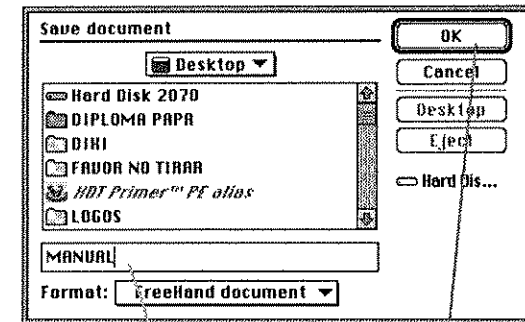 Save document
Desktop
Hard Disk 2070
DIPLOMA PAPA
DIKI
FAVOR NO TIRAR
HDT Primer™ PE alias
LOGOS
MANUAL
Format: FreeHand document
OK
Cancel
Desktop
Eject
Hard Dis...